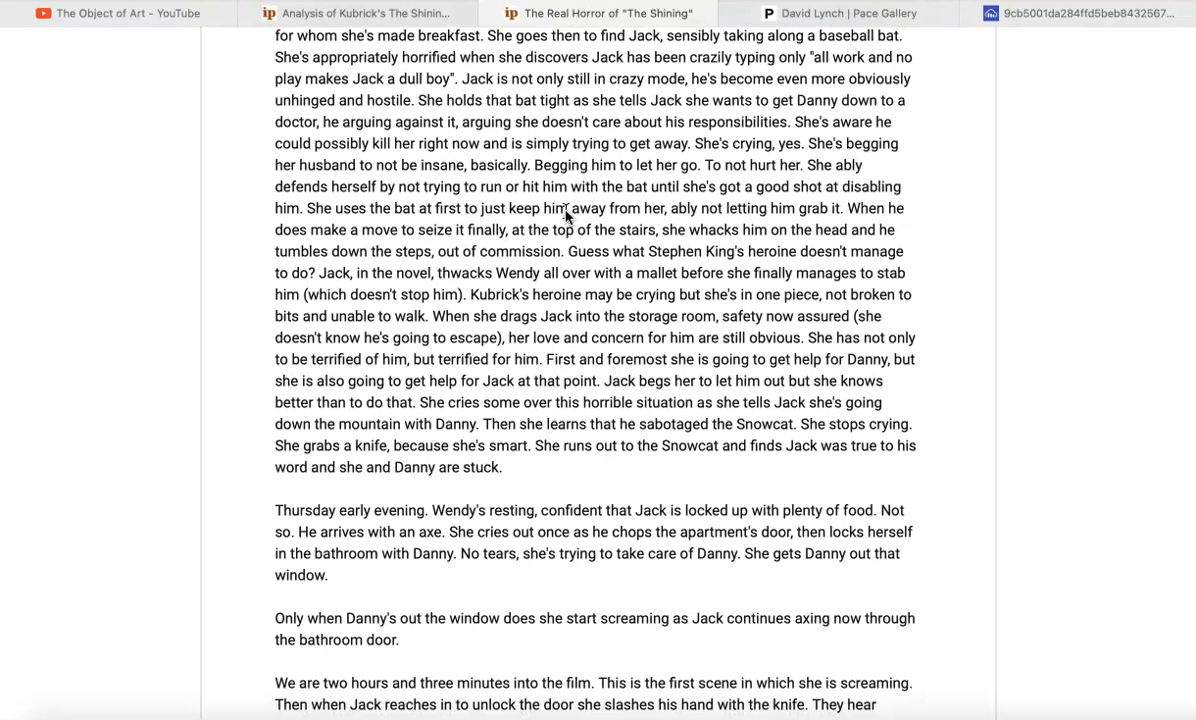 The Object of Art - YouTube
Analysis of Kubrick's The Shinin...
The Real Horror of "The Shining"
David Lynch | Pace Gallery
9cb5001da284ffd5beb8432567...
for whom she's made breakfast. She goes then to find Jack, sensibly taking along a baseball bat.
She's appropriately horrified when she discovers Jack has been crazily typing only "all work and no
play makes Jack a dull boy". Jack is not only still in crazy mode, he's become even more obviously
unhinged and hostile. She holds that bat tight as she tells Jack she wants to get Danny down to a
doctor, he arguing against it, arguing she doesn't care about his responsibilities. She's aware he
could possibly kill her right now and is simply trying to get away. She's crying, yes. She's begging
her husband to not be insane, basically. Begging him to let her go. To not hurt her. She ably
defends herself by not trying to run or hit him with the bat until she's got a good shot at disabling
him. She uses the bat at first to just keep him away from her, ably not letting him grab it. When he
does make a move to seize it finally, at the top of the stairs, she whacks him on the head and he
tumbles down the steps, out of commission. Guess what Stephen King's heroine doesn't manage
to do? Jack, in the novel, thwacks Wendy all over with a mallet before she finally manages to stab
him (which doesn't stop him). Kubrick's heroine may be crying but she's in one piece, not broken to
bits and unable to walk. When she drags Jack into the storage room, safety now assured (she
doesn't know he's going to escape), her love and concern for him are still obvious. She has not only
to be terrified of him, but terrified for him. First and foremost she is going to get help for Danny, but
she is also going to get help for Jack at that point. Jack begs her to let him out but she knows
better than to do that. She cries some over this horrible situation as she tells Jack she's going
down the mountain with Danny. Then she learns that he sabotaged the Snowcat. She stops crying.
She grabs a knife, because she's smart. She runs out to the Snowcat and finds Jack was true to his
word and she and Danny are stuck.
Thursday early evening. Wendy's resting, confident that Jack is locked up with plenty of food. Not
so. He arrives with an axe. She cries out once as he chops the apartment's door, then locks herself
in the bathroom with Danny. No tears, she's trying to take care of Danny. She gets Danny out that
window.
Only when Danny's out the window does she start screaming as Jack continues axing now through
the bathroom door.
We are two hours and three minutes into the film. This is the first scene in which she is screaming.
Then when Jack reaches in to unlock the door she slashes his hand with the knife. They hear